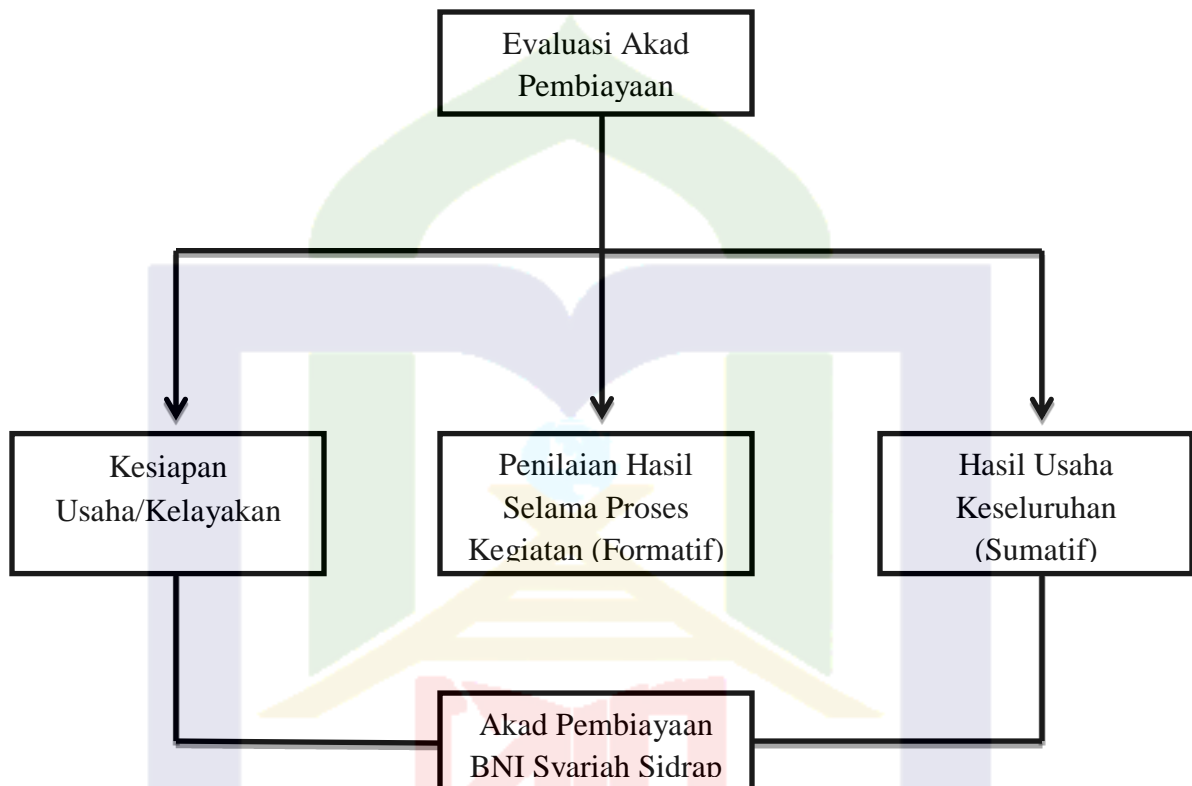 Evaluasi Akad
Pembiayaan
Kesiapan
Usaha/Kelayakan
Penilaian Hasil
Selama Proses
Kegiatan (Formatif)
Hasil Usaha
Keseluruhan
(Sumatif)
Akad Pembiayaan
BNI Syariah Sidrap